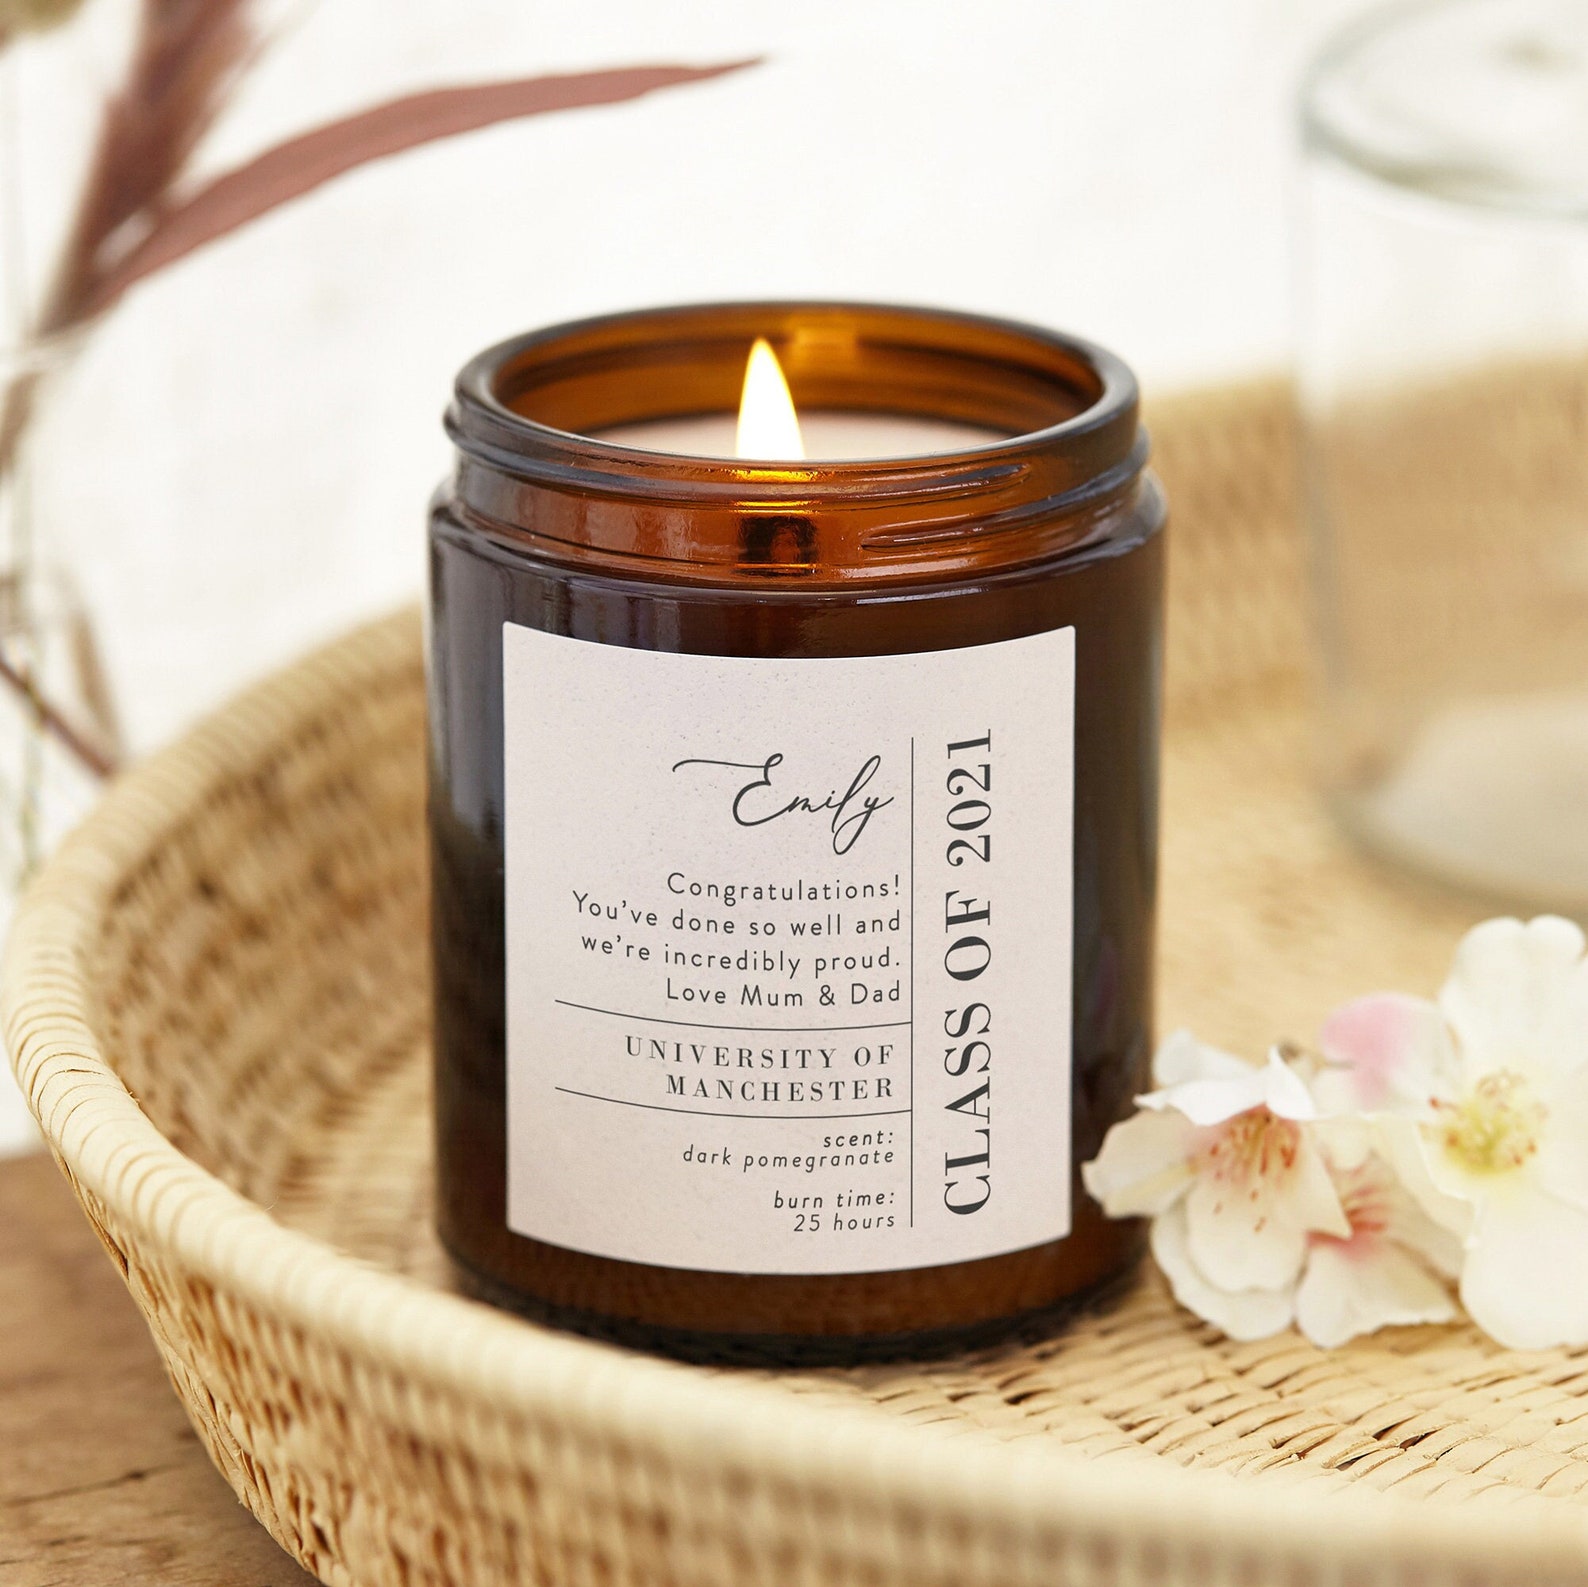 Emily
Congratulations!
You've done so well and
we're incredibly proud.
Love Mum & Dad
UNIVERSITY OF
MANCHESTER
scent:
dark pomegranate
burn time:
25 hours
CLASS OF 2021